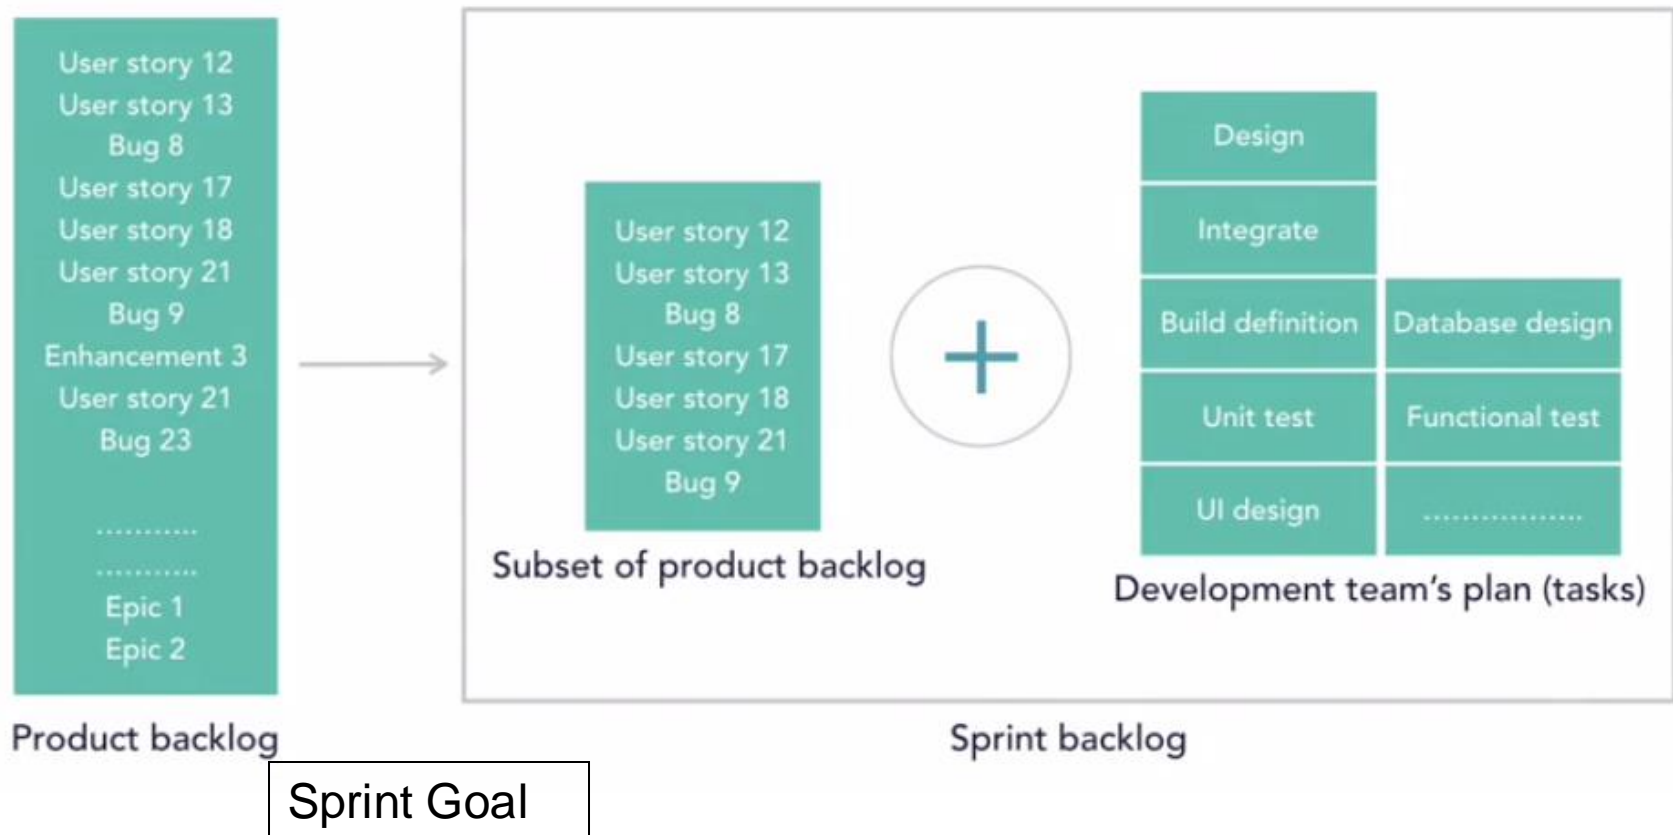 User story 12
User story 13
Bug 8
User story 17
User story 18
User story 21
Bug 9
Enhancement 3
User story 21
Bug 23
...........
...........
Epic 1
Epic 2
Product backlog
User story 12
User story 13
Bug 8
User story 17
User story 18
User story 21
Bug 9
Subset of product backlog
+
Design
Integrate
Build definition
Database design
Unit test
Functional test
UI design
.................
Development team's plan (tasks)
Sprint backlog
Sprint Goal